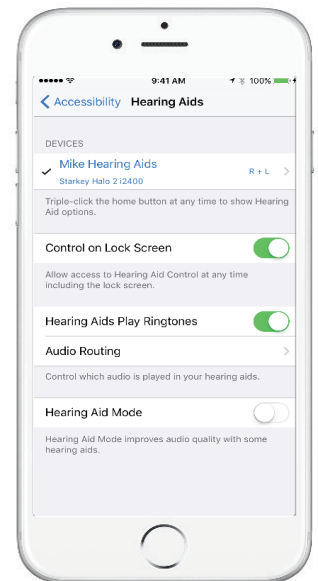 9:41 AM 100%
Accessibility Hearing Aids
DEVICES
Mike Hearing Aids R + L
Starkey Halo 2 i2400
Triple-click the home button at any time to show Hearing
Aid options.
Control on Lock Screen
Allow access to Hearing Aid Control at any time
including the lock screen.
Hearing Aids Play Ringtones
Audio Routing
Control which audio is played in your hearing aids.
Hearing Aid Mode
Hearing Aid Mode improves audio quality with some
hearing aids.